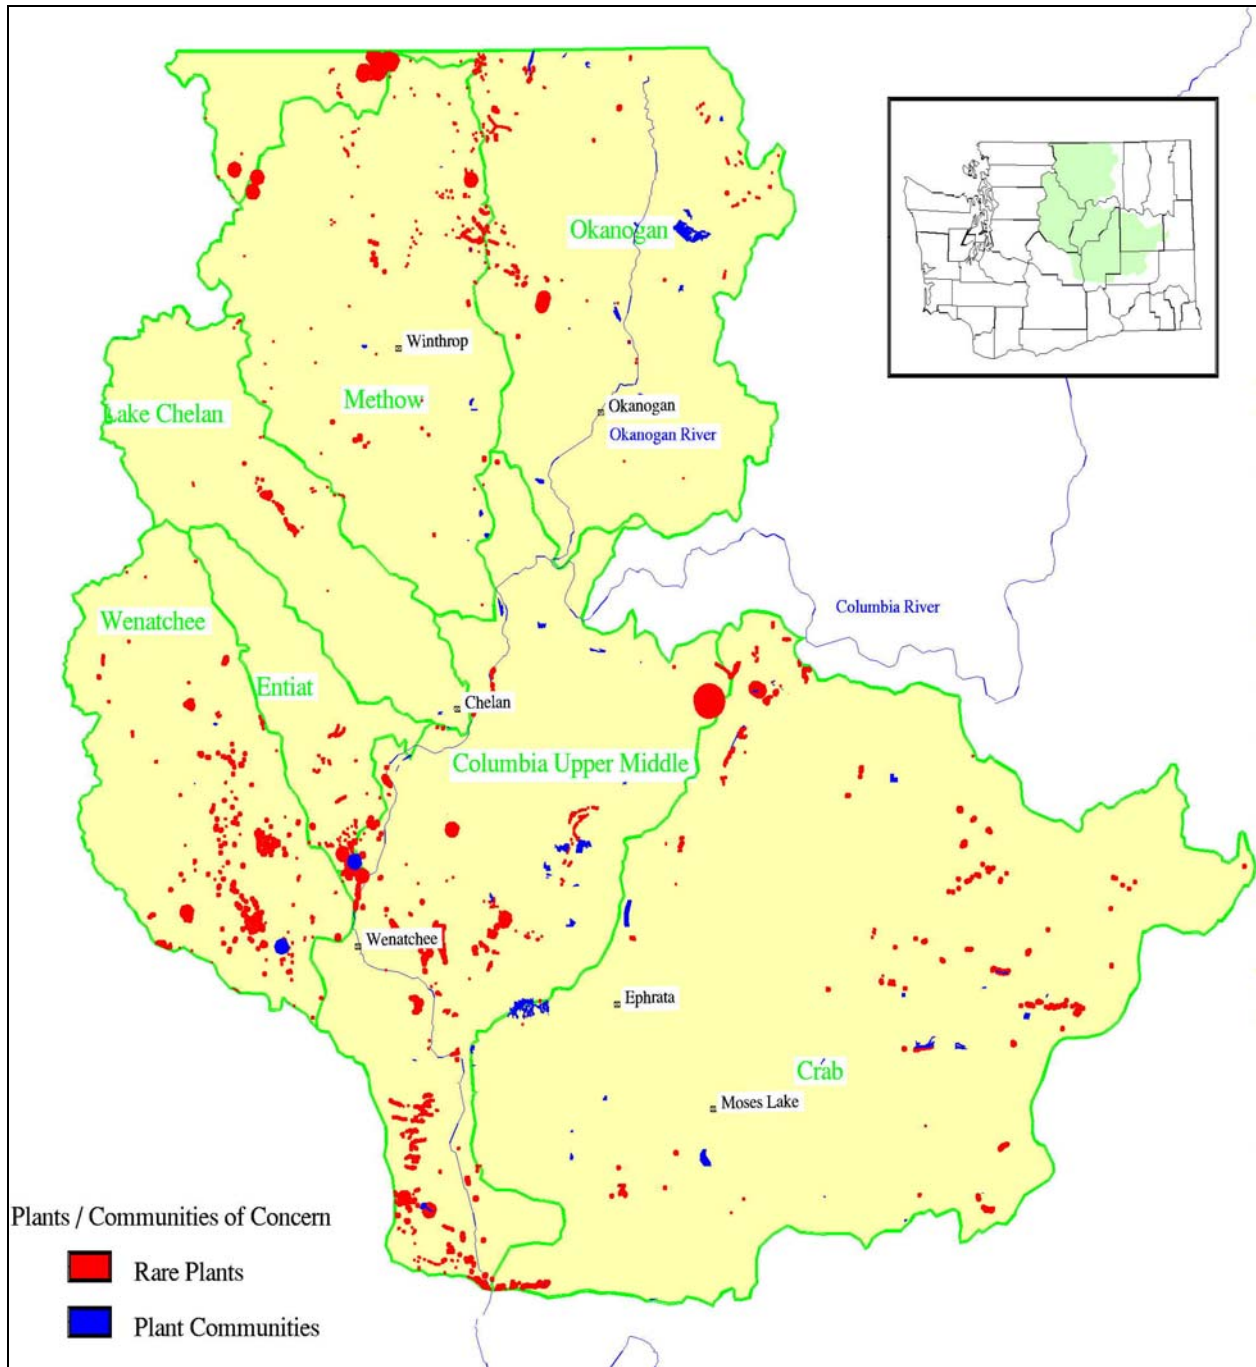 Okanogan
Winthrop
Methow
Lake Chelan
Okanogan
Okanogan River
Columbia River
Wenatchee
Entiat
Chelan
Columbia Upper Middle
Wenatchee
Ephrata
Crab
Moses Lake
Plants / Communities of Concern
Rare Plants
Plant Communities